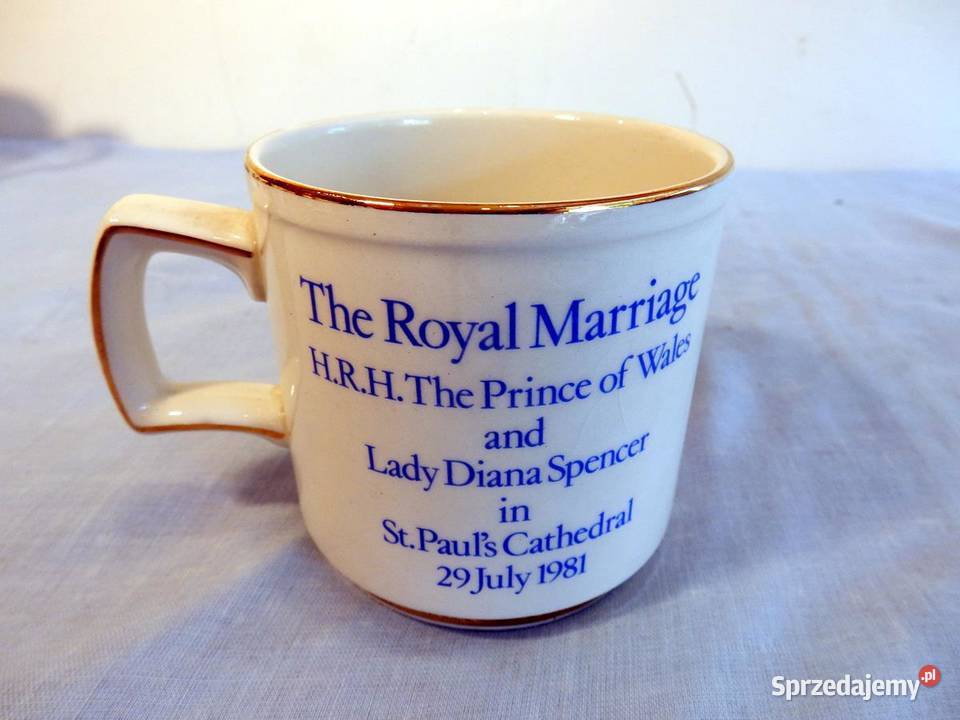 The Royal Marriage
H.R.H. The Prince of Wales
and
Lady Diana Spencer
in
St. Paul's Cathedral
29 July 1981
Sprzedajemy.pl